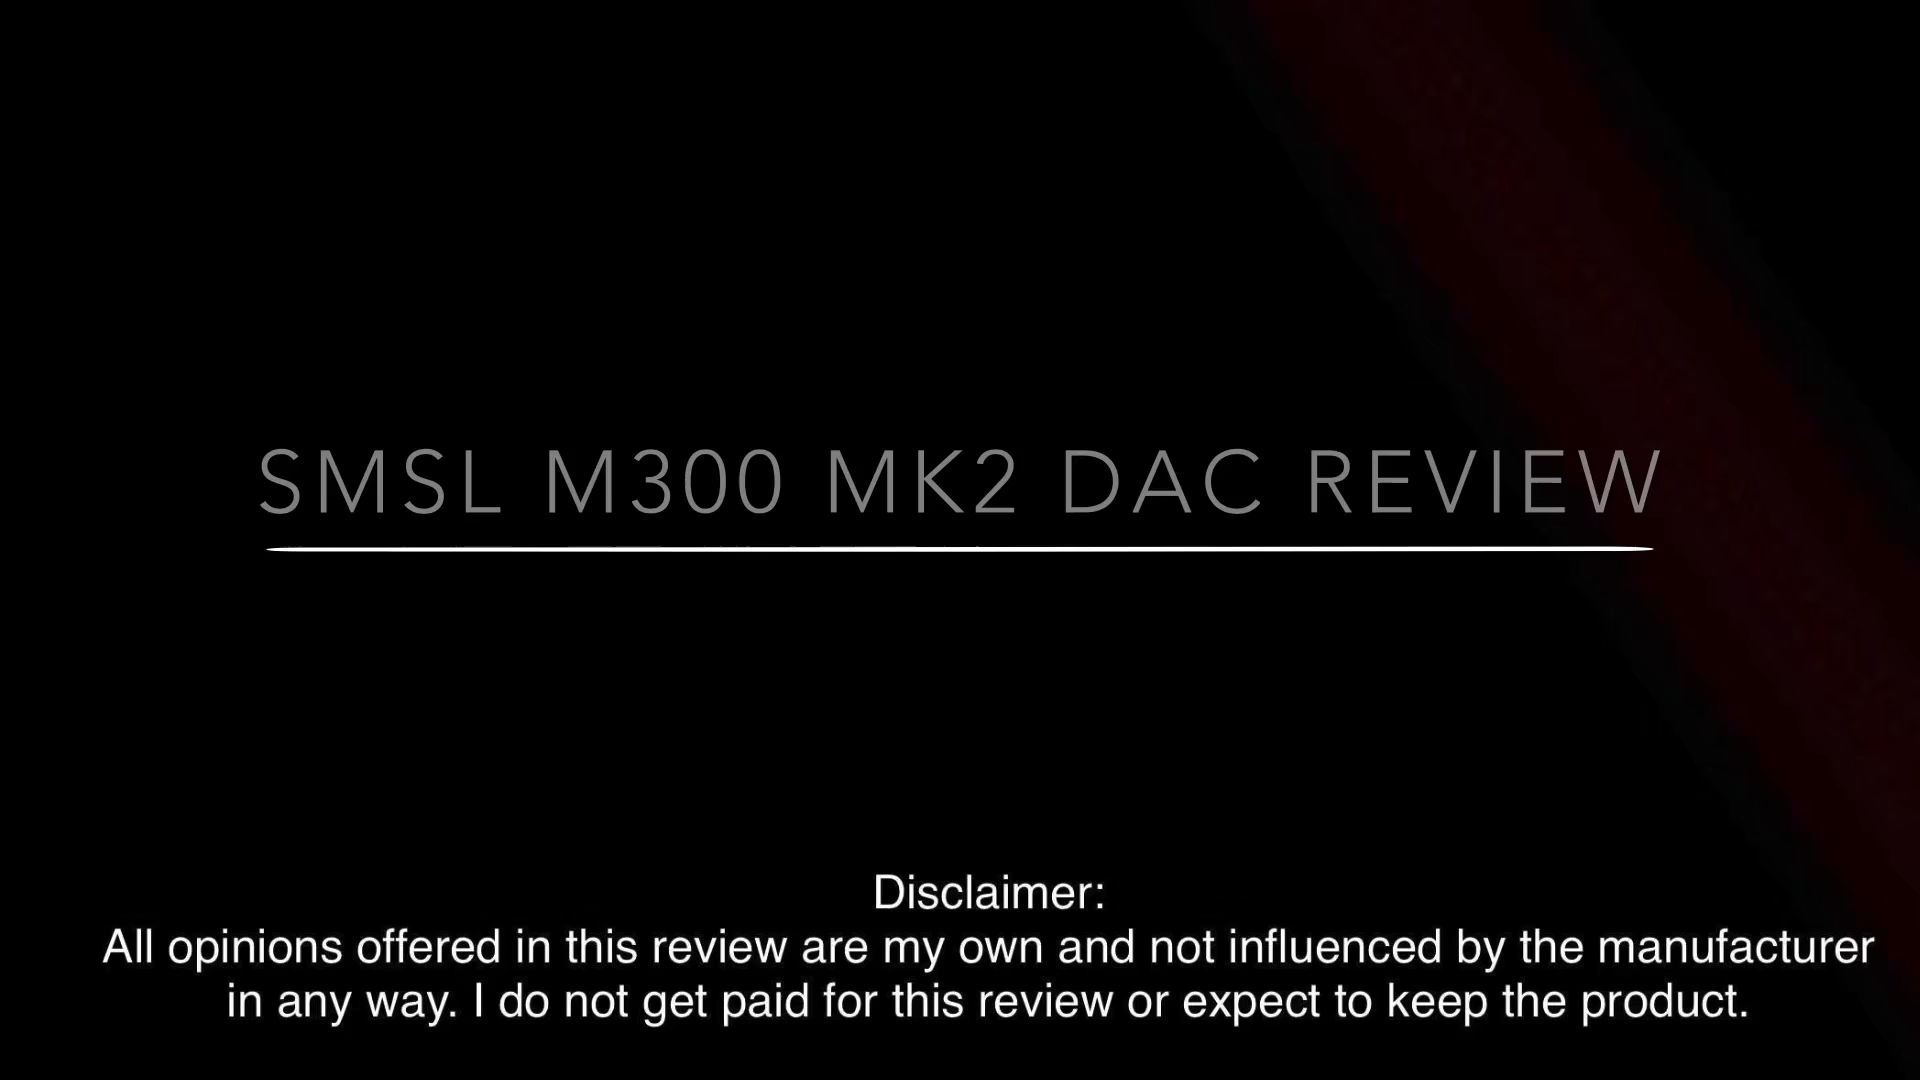 SMSL M300 MK2 DAC REVIEW
Disclaimer:
All opinions offered in this review are my own and not influenced by the manufacturer
in any way. I do not get paid for this review or expect to keep the product.